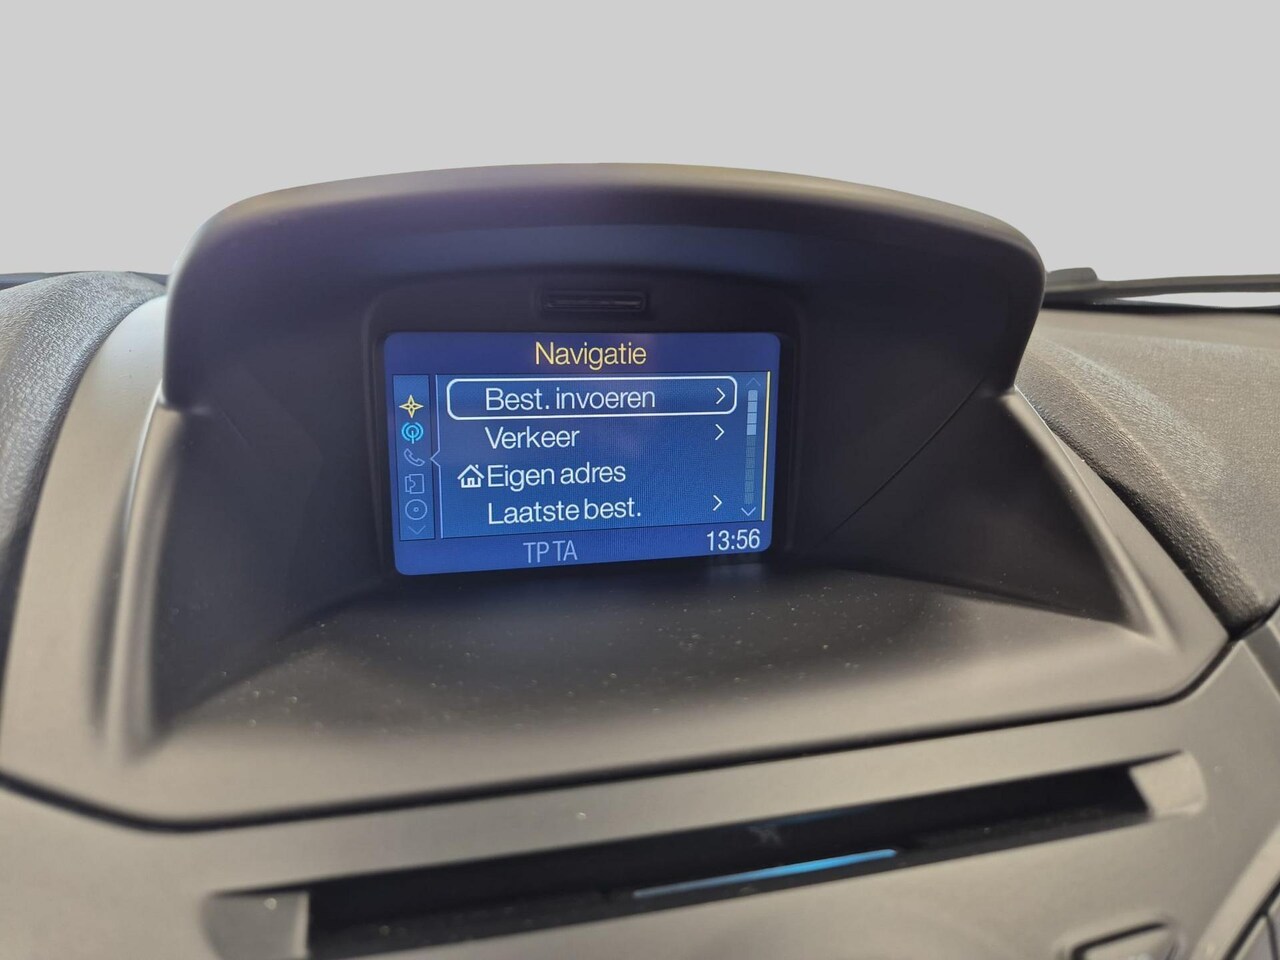 Navigatie
Best. invoeren
Verkeer
Eigen adres
Laatste best.
TP TA
13:56